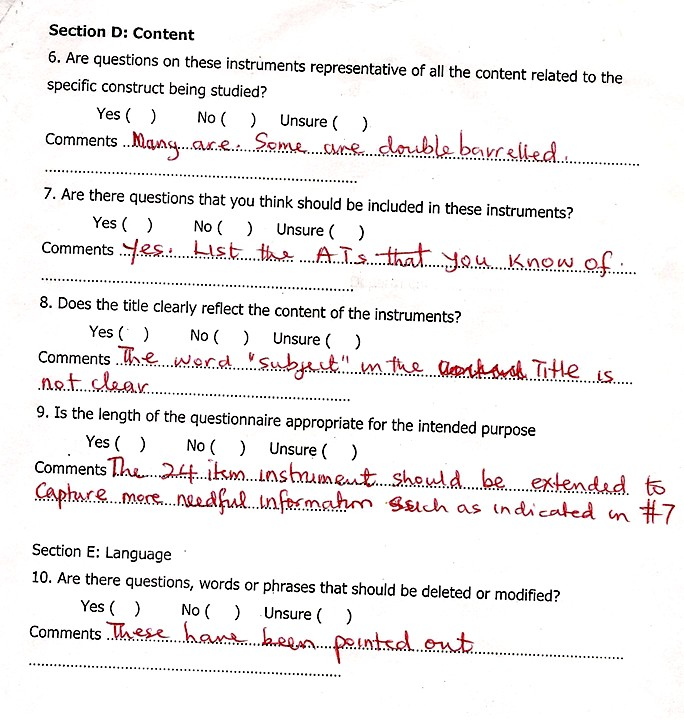 Section D: Content
6. Are questions on these instruments representative of all the content related to the
specific construct being studied?
Yes ( ) No ( ) Unsure ( )
Comments ..Many are. Some are double barrelled.
7. Are there questions that you think should be included in these instruments?
Yes ( ) No ( ) Unsure ( )
Comments ..Yes. List the ATs that you know of.
8. Does the title clearly reflect the content of the instruments?
Yes ( ) No ( ) Unsure ( )
Comments ..The word "subject" in the Title is
not clear
9. Is the length of the questionnaire appropriate for the intended purpose
Yes ( ) No ( ) Unsure ( )
Comments The 24 item instrument should be extended to
Capture more needful information such as indicated in #7
Section E: Language
10. Are there questions, words or phrases that should be deleted or modified?
Yes ( ) No ( ) Unsure ( )
Comments ..These have been pointed out